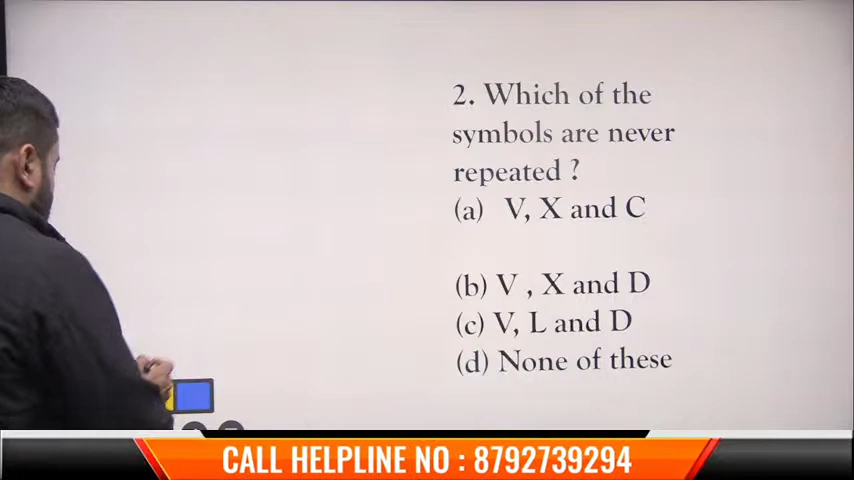 2. Which of the
symbols are never
repeated ?
(a) V, X and C
(b) V , X and D
(c) V, L and D
(d) None of these
CALL HELPLINE NO : 8792739294